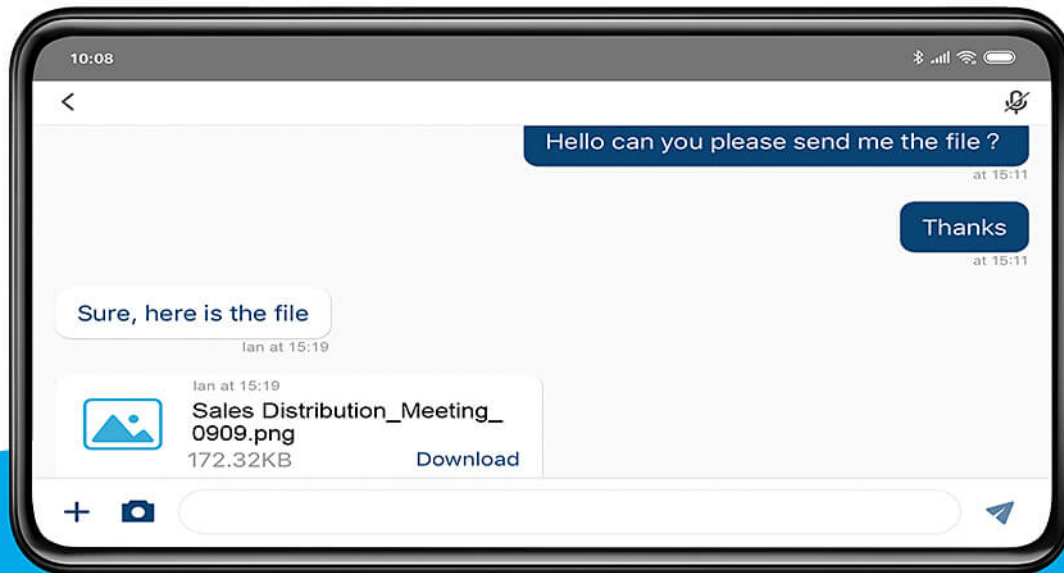 10:08
Hello can you please send me the file ?
at 15:11
Thanks
at 15:11
Sure, here is the file
Ian at 15:19
Ian at 15:19
Sales Distribution_Meeting_
0909.png
172.32KB Download